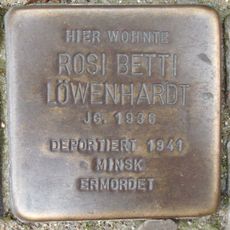 HIER WOHNTE
ROSI BETTI
LÖWENHARDT
JG. 1936
DEPORTIERT 1941
MINSK
ERMORDET